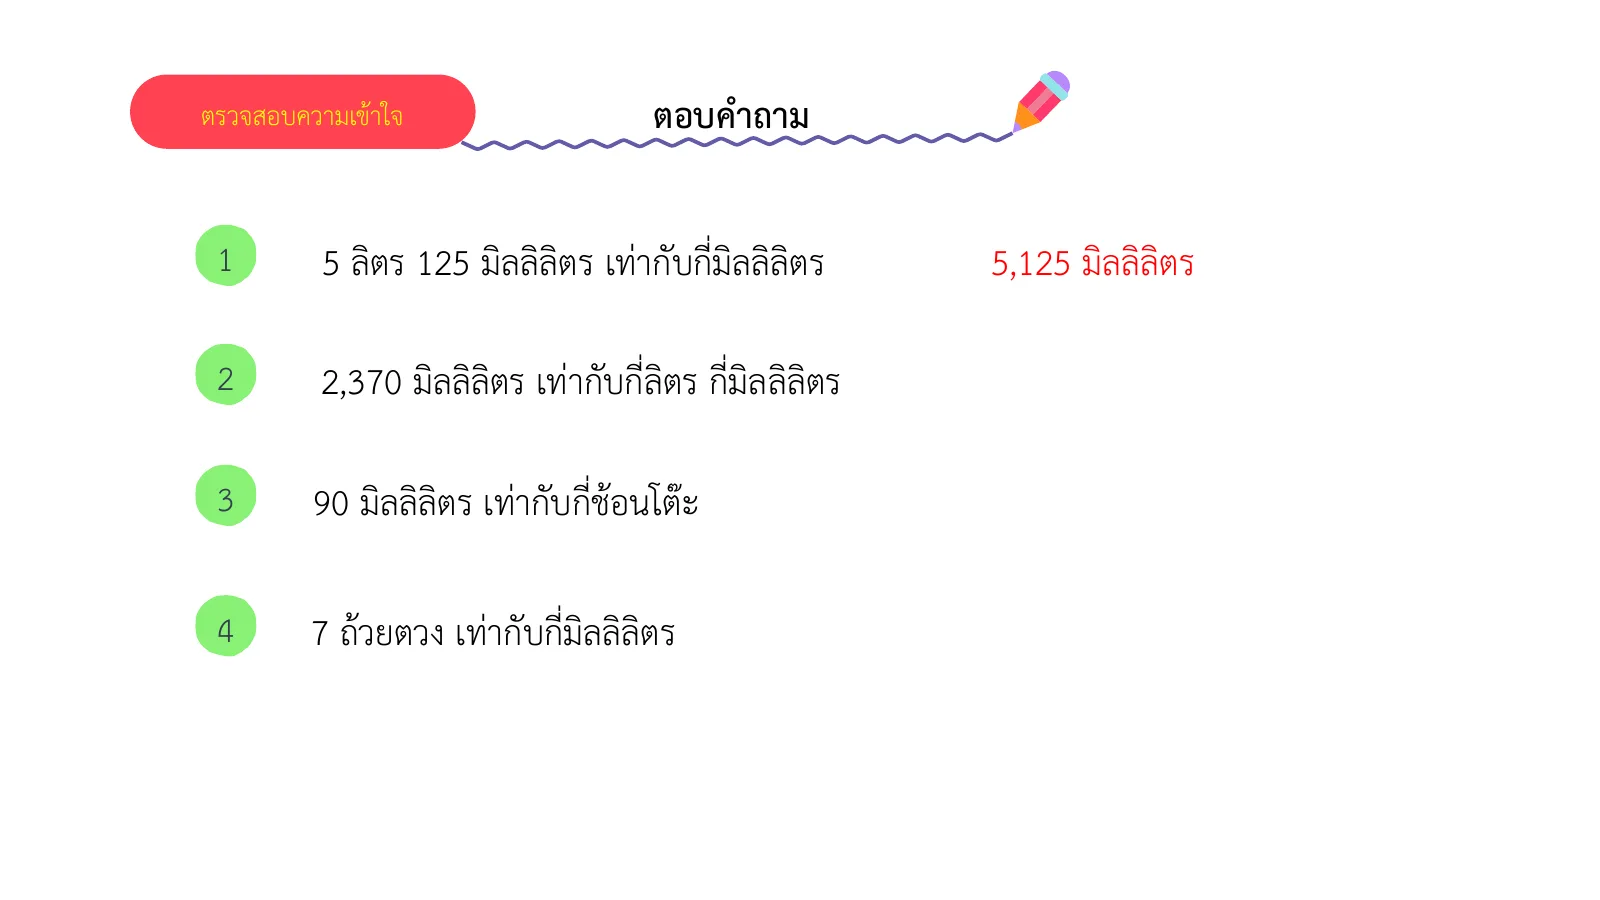 ตรวจสอบความเข้าใจ
ตอบคำถาม
1 5 ลิตร 125 มิลลิลิตร เท่ากับกี่มิลลิลิตร 5,125 มิลลิลิตร
2 2,370 มิลลิลิตร เท่ากับกี่ลิตร กี่มิลลิลิตร
3 90 มิลลิลิตร เท่ากับกี่ช้อนโต๊ะ
4 7 ถ้วยตวง เท่ากับกี่มิลลิลิตร